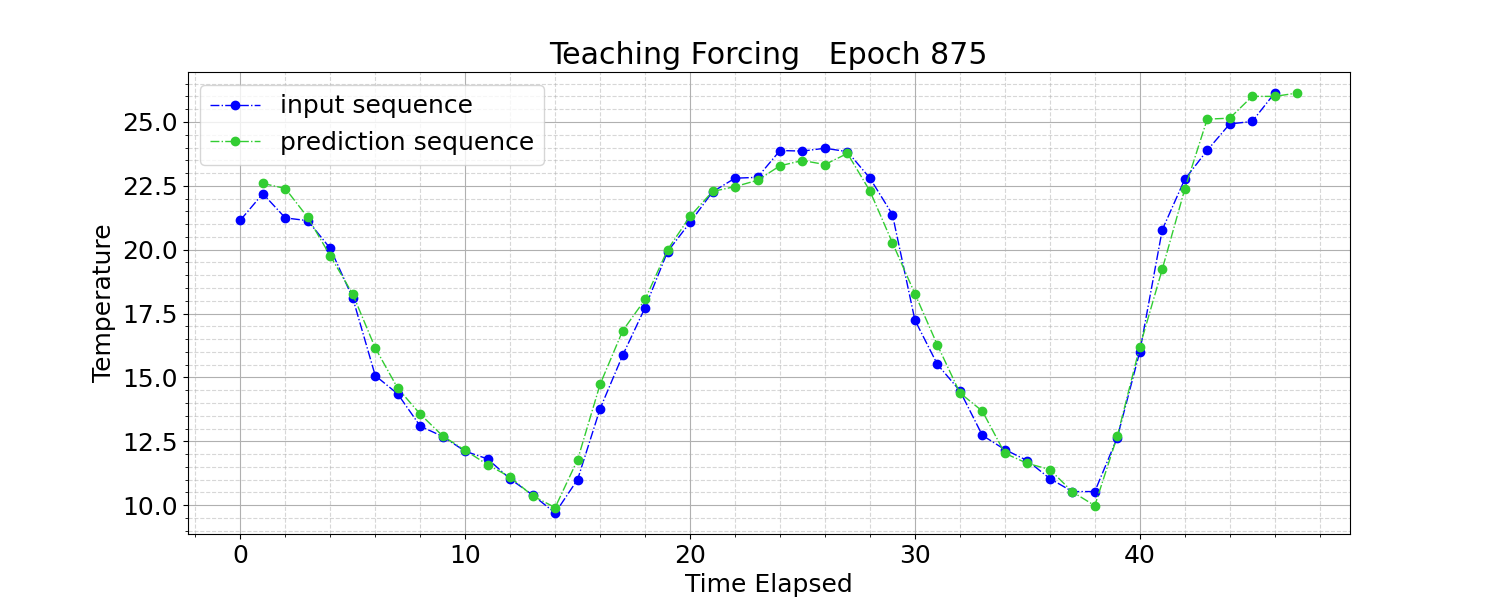 Teaching Forcing   Epoch 875
input sequence
prediction sequence
25.0
22.5
20.0
17.5
15.0
12.5
10.0
Temperature
0 10 20 30 40
Time Elapsed